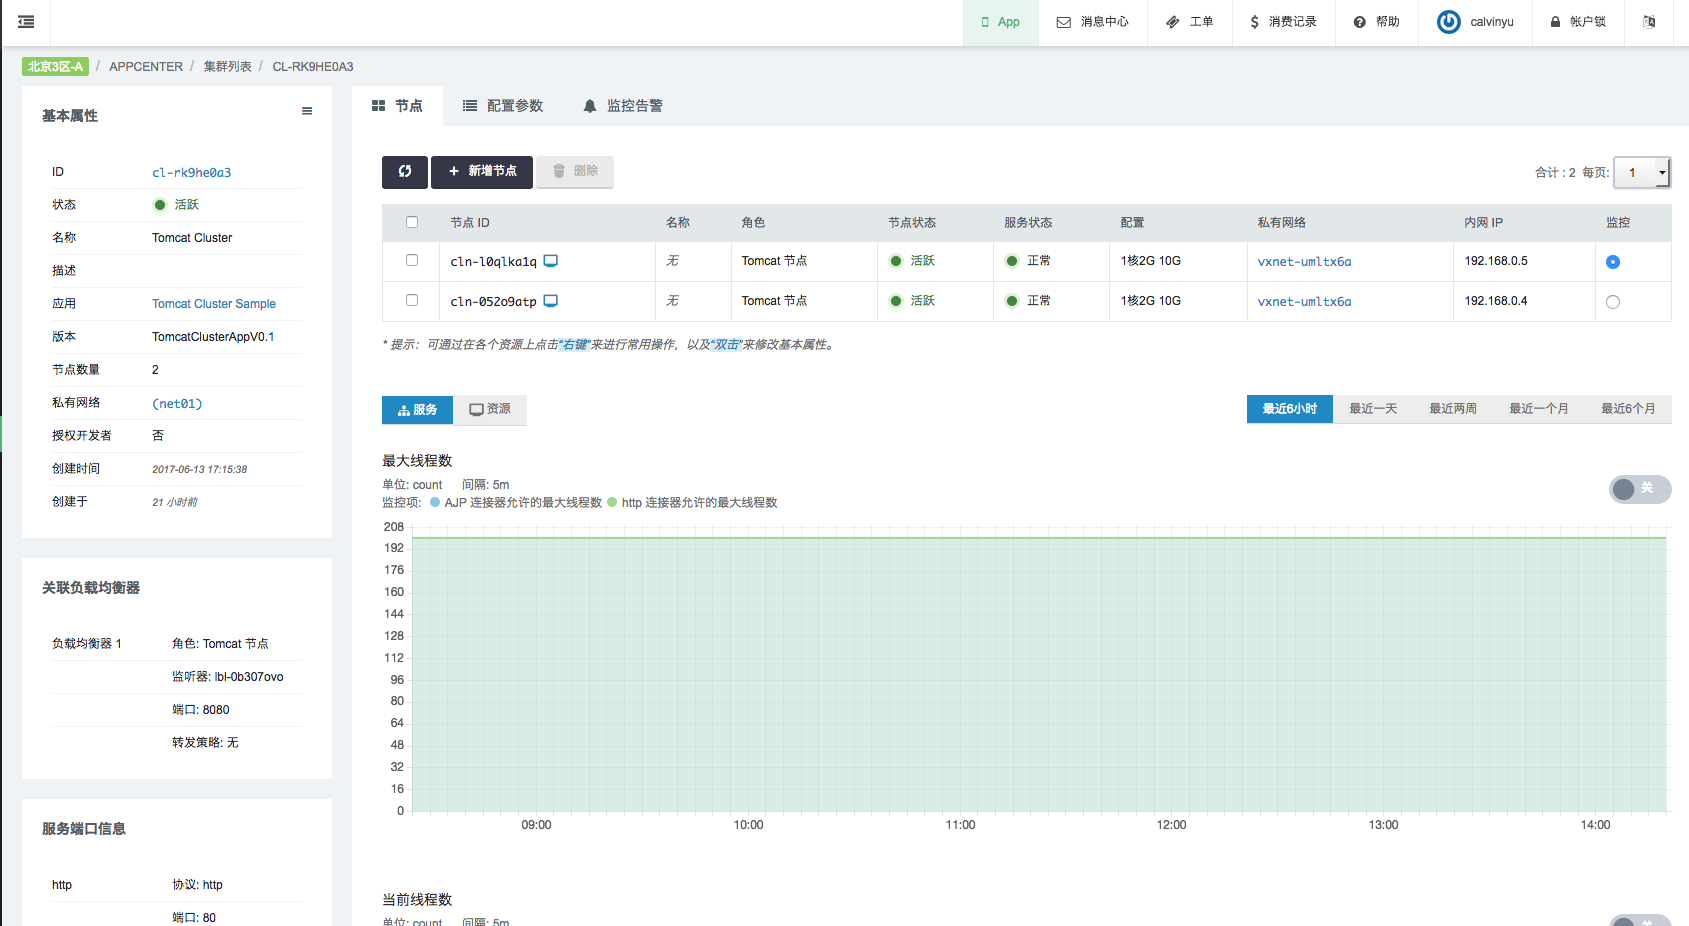 App 消息中心 工单 消费记录 帮助 calvinyu 帐户锁
北京3区-A / APPCENTER / 集群列表 / CL-RK9HE0A3
基本属性
ID cl-rk9he0a3
状态 活跃
名称 Tomcat Cluster
描述
应用 Tomcat Cluster Sample
版本 TomcatClusterAppV0.1
节点数量 2
私有网络 (net01)
授权开发者 否
创建时间 2017-06-13 17:15:38
创建于 21 小时前
关联负载均衡器
负载均衡器 1 角色: Tomcat 节点
监听器: lbl-0b307ovo
端口: 8080
转发策略: 无
服务端口信息
http 协议: http
端口: 80
节点 配置参数 监控告警
新增节点 删除 合计 : 2 每页: 1
节点 ID 名称 角色 节点状态 服务状态 配置 私有网络 内网 IP 监控
cln-l0qlka1q 无 Tomcat 节点 活跃 正常 1核2G 10G vxnet-umltx6a 192.168.0.5
cln-052o9atp 无 Tomcat 节点 活跃 正常 1核2G 10G vxnet-umltx6a 192.168.0.4
* 提示：可通过在各个资源上点击“右键”来进行常用操作，以及“双击”来修改基本属性。
服务 资源 最近6小时 最近一天 最近两周 最近一个月 最近6个月
最大线程数
单位: count 间隔: 5m
监控项: AJP 连接器允许的最大线程数 http 连接器允许的最大线程数
关
208
192
176
160
144
128
112
96
80
64
48
32
16
0
09:00 10:00 11:00 12:00 13:00 14:00
当前线程数
单位: count 间隔: 5m
关